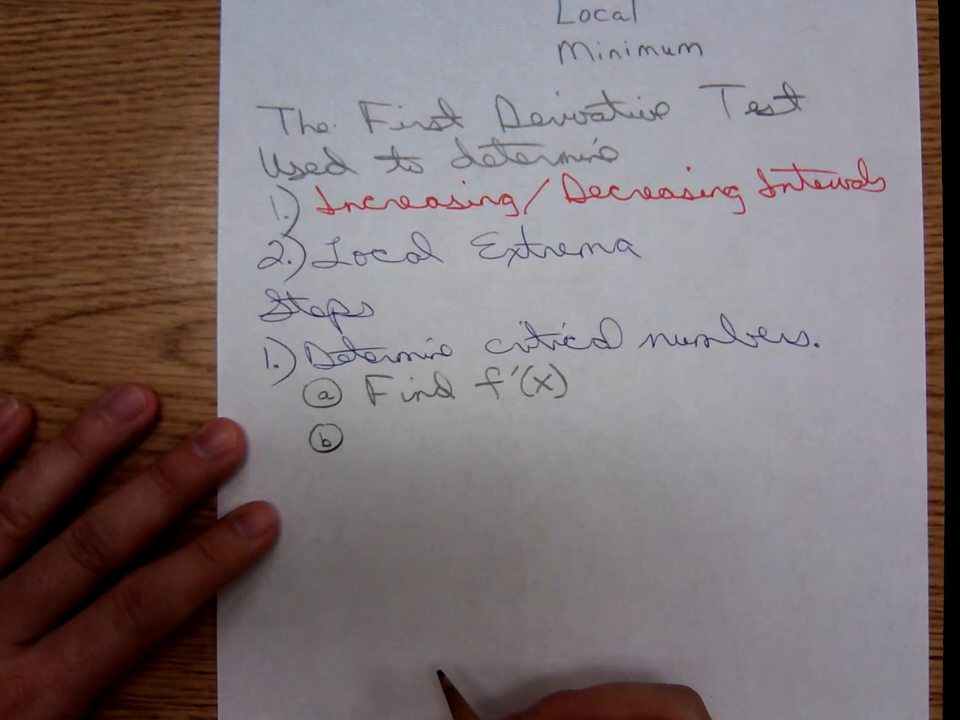 Local
Minimum
The First Derivative Test
Used to determine
1.) Increasing/Decreasing Intervals
2.) Local Extrema
Steps
1.) Determine critical numbers.
a Find f'(x)
b